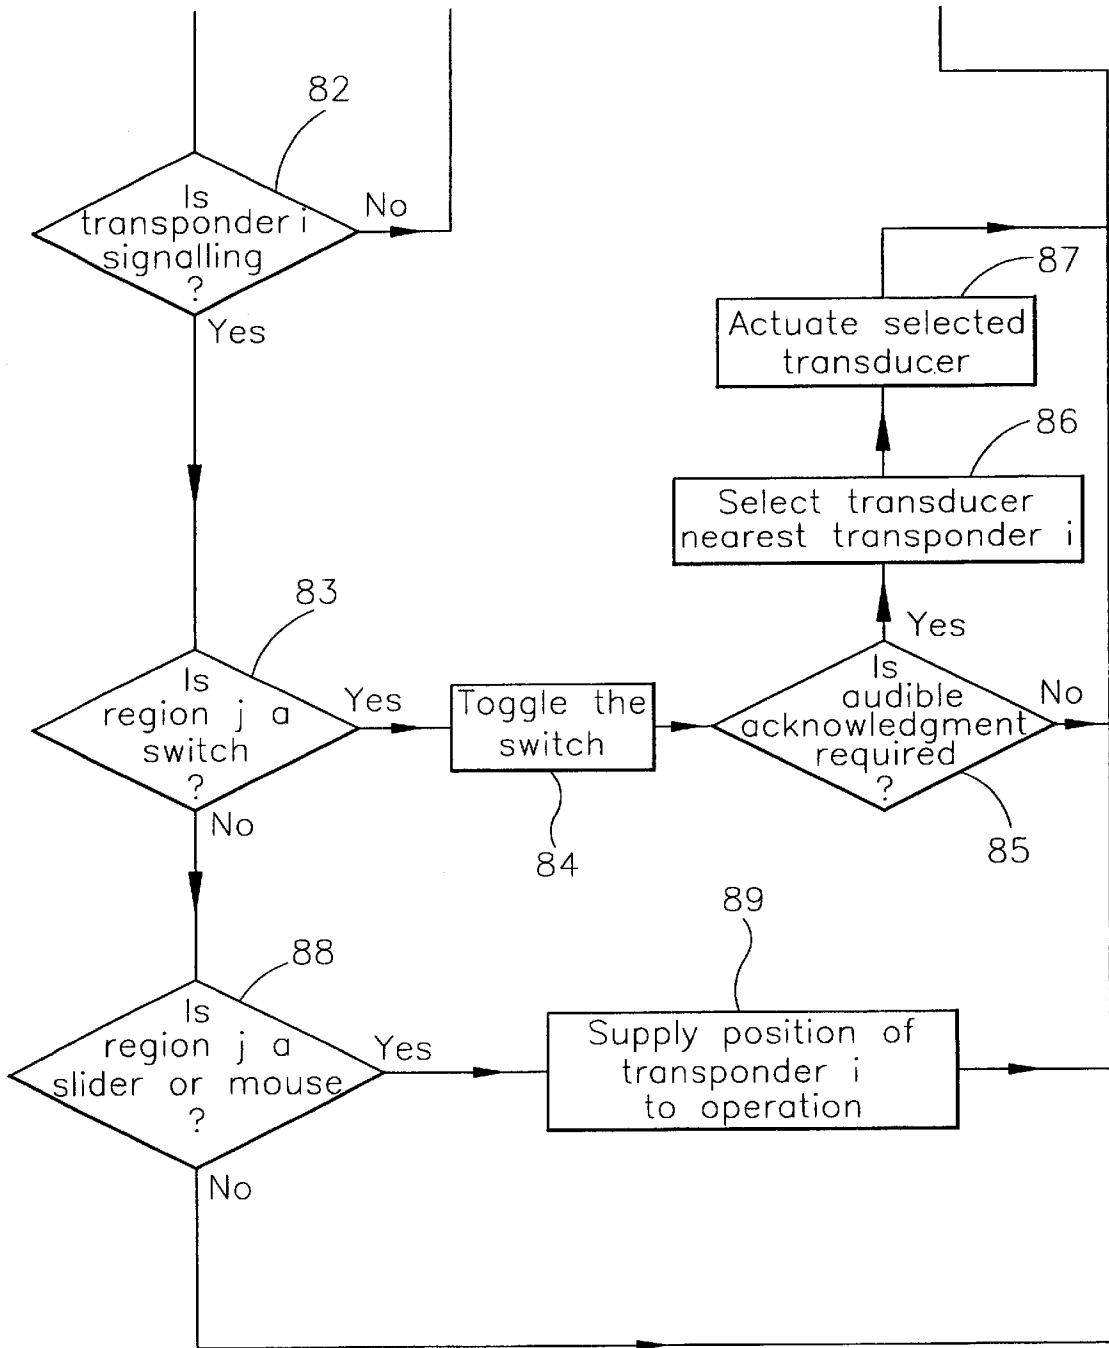 82
Is
transponder i
signalling
?
No
Yes
87
Actuate selected
transducer
86
Select transducer
nearest transponder i
83
Is
region j a
switch
?
Yes
No
Toggle the
switch
84
Yes
Is
audible
acknowledgment
required
?
No
85
88
Is
region j a
slider or mouse
?
Yes
No
89
Supply position of
transponder i
to operation